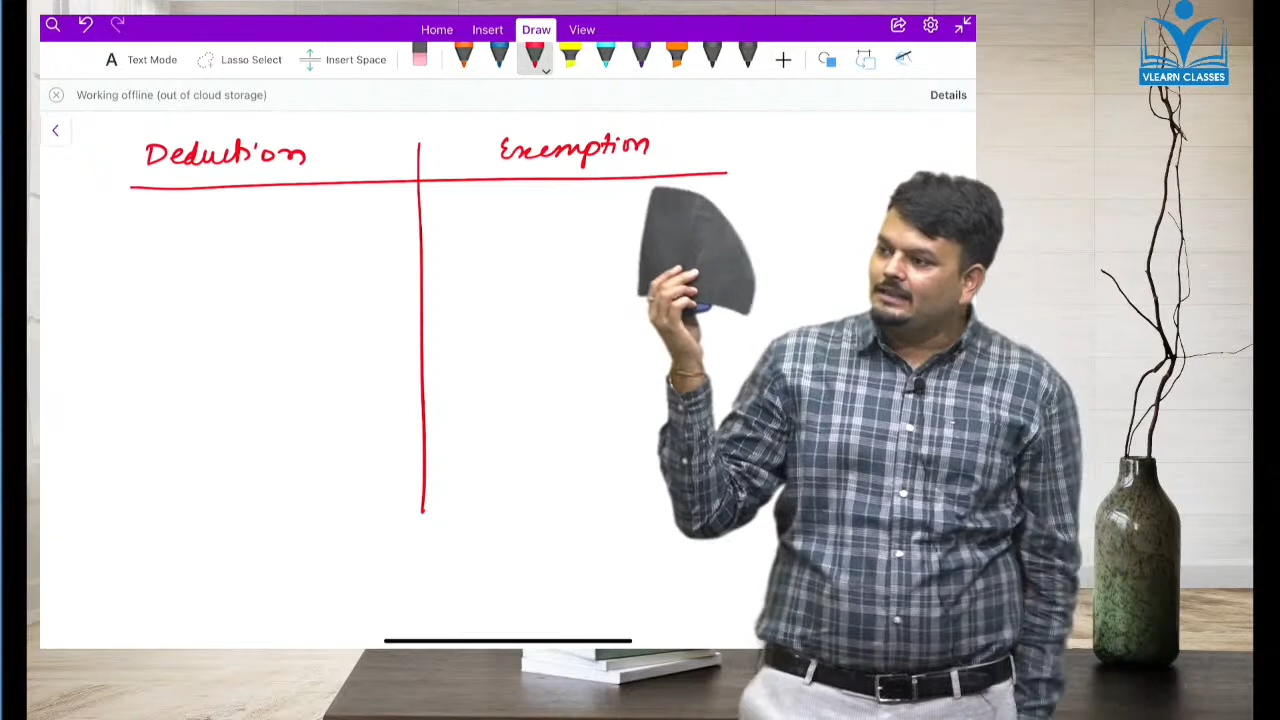 Home Insert Draw View
A Text Mode Lasso Select Insert Space
Working offline (out of cloud storage) Details
VLEARN CLASSES
Deduction Exemption